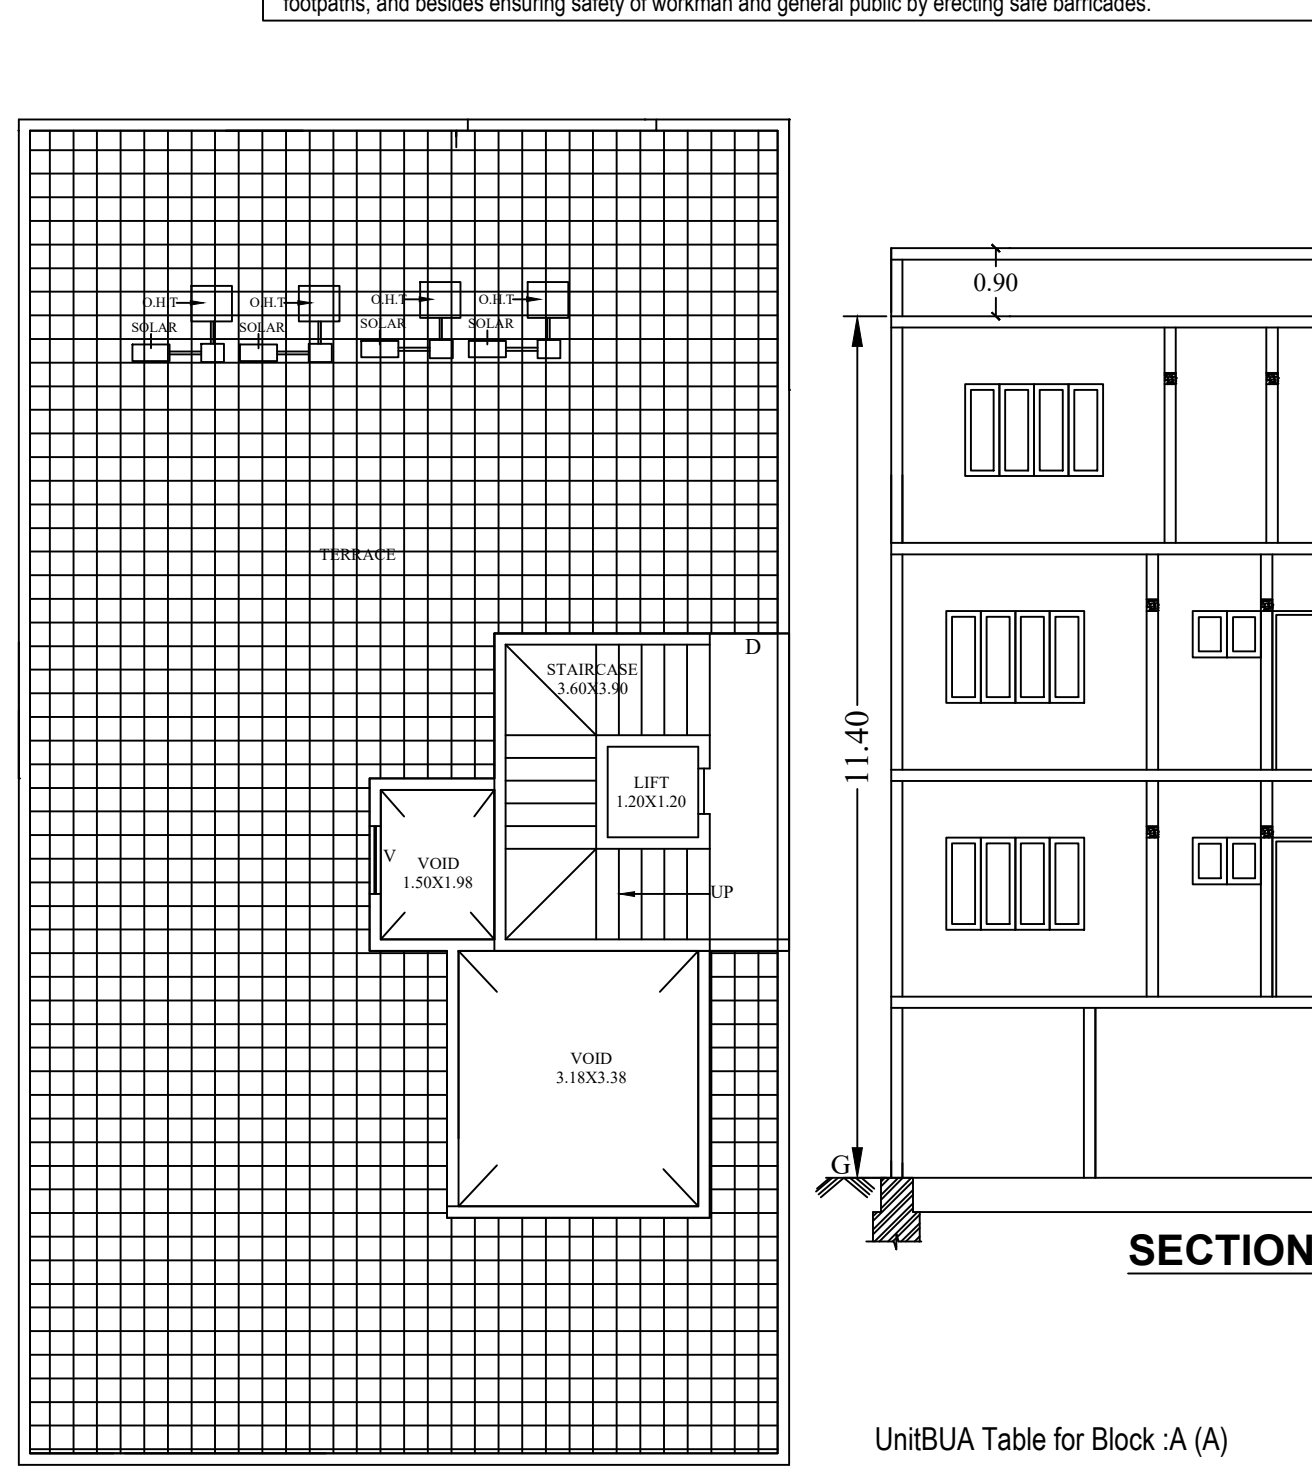 footpaths, and besides ensuring safety of workman and general public by erecting safe barricades.
O.H.T
O.H.T
O.H.T
O.H.T
SOLAR
SOLAR
SOLAR
SOLAR
TERRACE
D
STAIRCASE
3.60X3.90
LIFT
1.20X1.20
V
VOID
1.50X1.98
UP
VOID
3.18X3.38
0.90
11.40
G
SECTION
UnitBUA Table for Block :A (A)